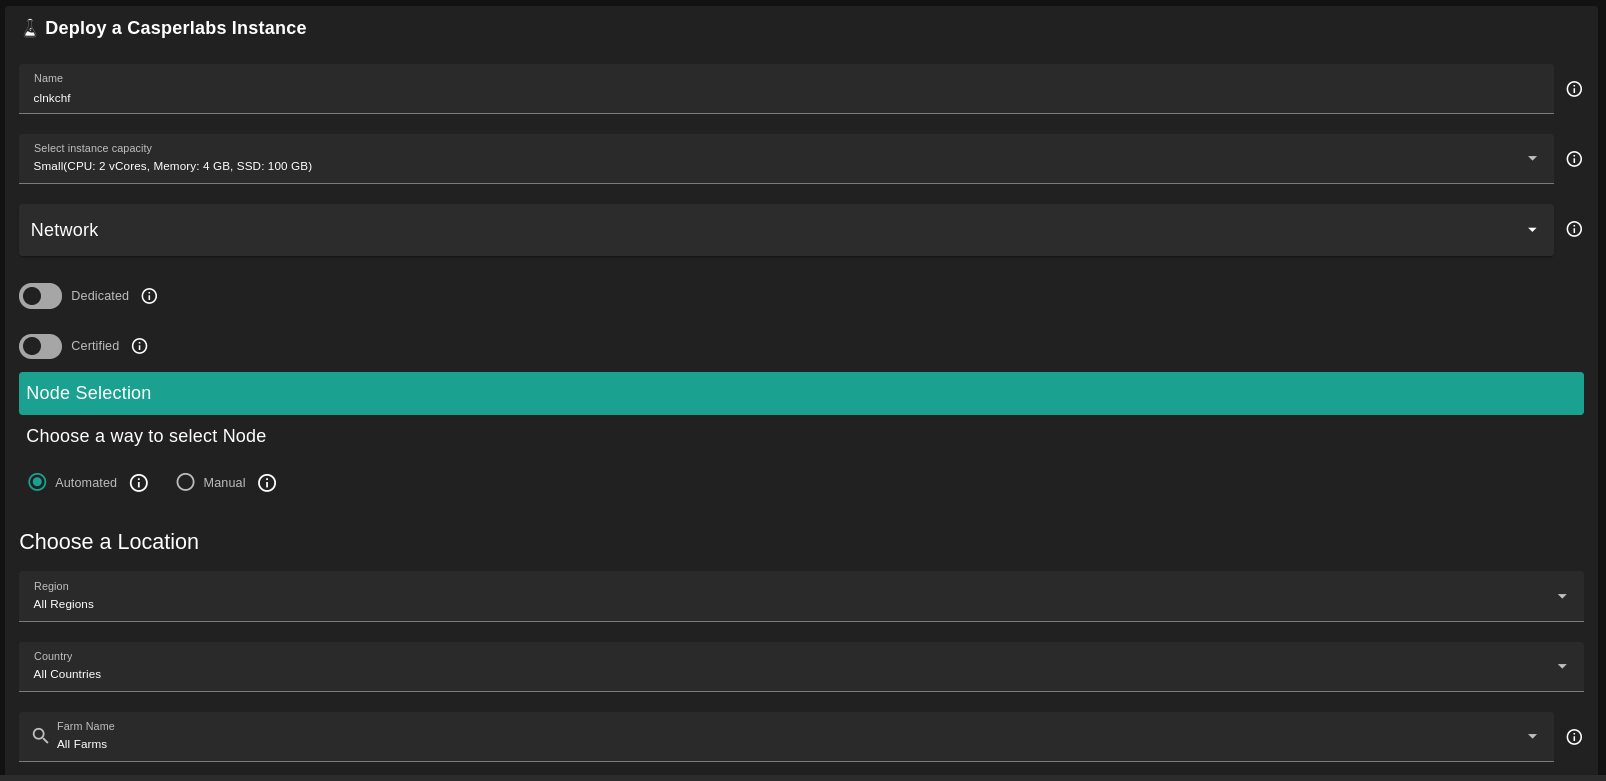 Deploy a Casperlabs Instance
Name
clnkchf
Select instance capacity
Small(CPU: 2 vCores, Memory: 4 GB, SSD: 100 GB)
Network
Dedicated
Certified
Node Selection
Choose a way to select Node
Automated Manual
Choose a Location
Region
All Regions
Country
All Countries
Farm Name
All Farms